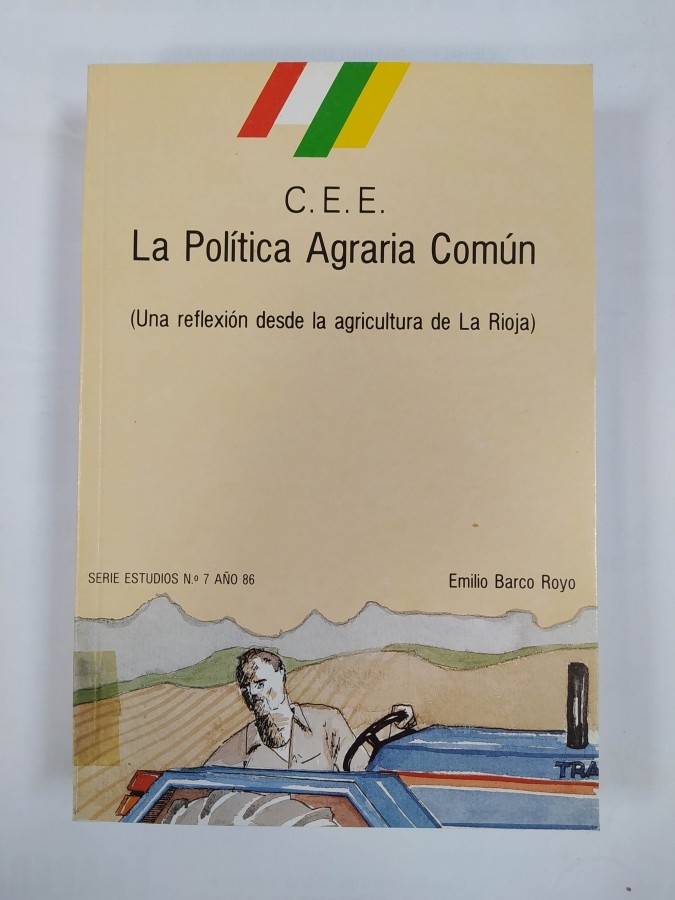 C.E.E.
La Política Agraria Común
(Una reflexión desde la agricultura de La Rioja)
SERIE ESTUDIOS N.º 7 AÑO 86
Emilio Barco Royo
TRA